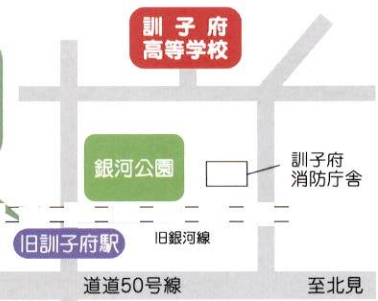 訓子府
高等学校
銀河公園
訓子府
消防庁舎
旧訓子府駅
旧銀河線
道道50号線
至北見